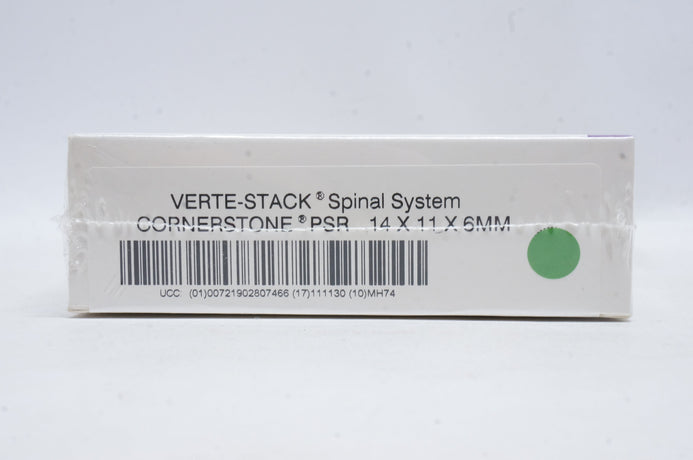 VERTE-STACK® Spinal System
CORNERSTONE® PSR 14 X 11 X 6MM
UCC (01)00721902807466 (17)111130 (10)MH74